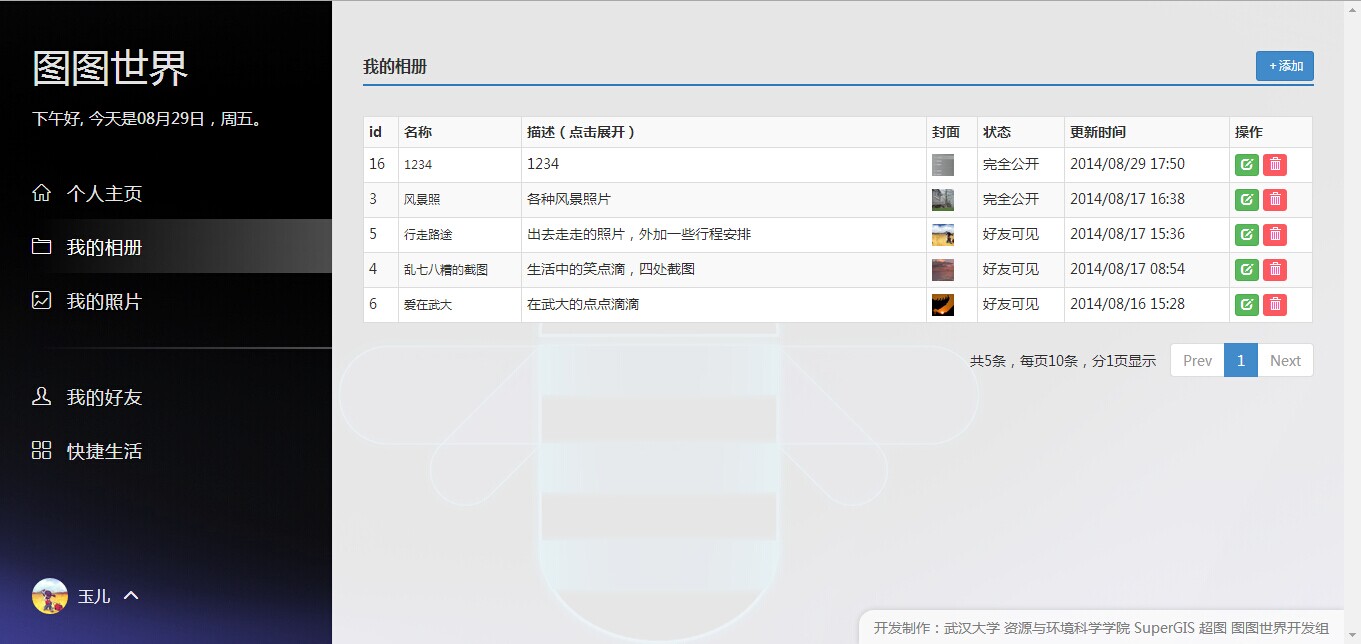 图图世界
下午好, 今天是08月29日，周五。
个人主页
我的相册
我的照片
我的好友
快捷生活
玉儿
我的相册
+添加
id 名称 描述（点击展开） 封面 状态 更新时间 操作
16 1234 1234 完全公开 2014/08/29 17:50
3 风景照 各种风景照片 完全公开 2014/08/17 16:38
5 行走路途 出去走走的照片，外加一些行程安排 好友可见 2014/08/17 15:36
4 乱七八糟的截图 生活中的笑点滴，四处截图 好友可见 2014/08/17 08:54
6 爱在武大 在武大的点点滴滴 好友可见 2014/08/16 15:28
共5条，每页10条，分1页显示 Prev 1 Next
开发制作：武汉大学 资源与环境科学学院 SuperGIS 超图 图图世界开发组